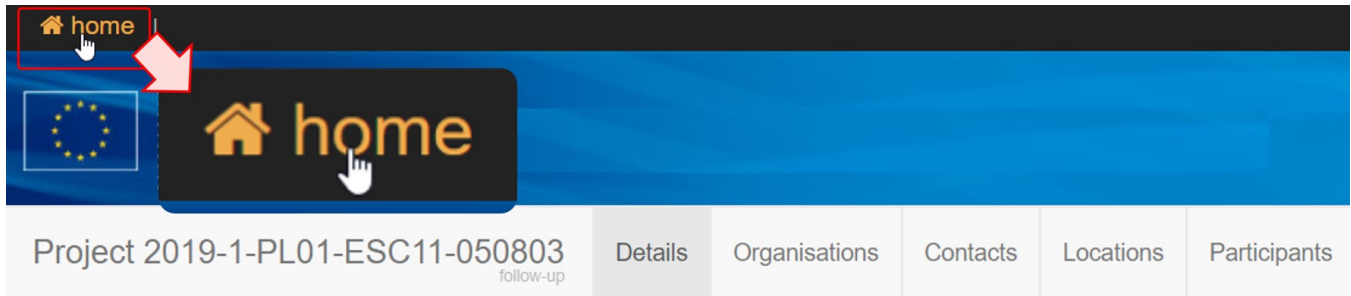 home
home
Project 2019-1-PL01-ESC11-050803 Details Organisations Contacts Locations Participants
follow-up